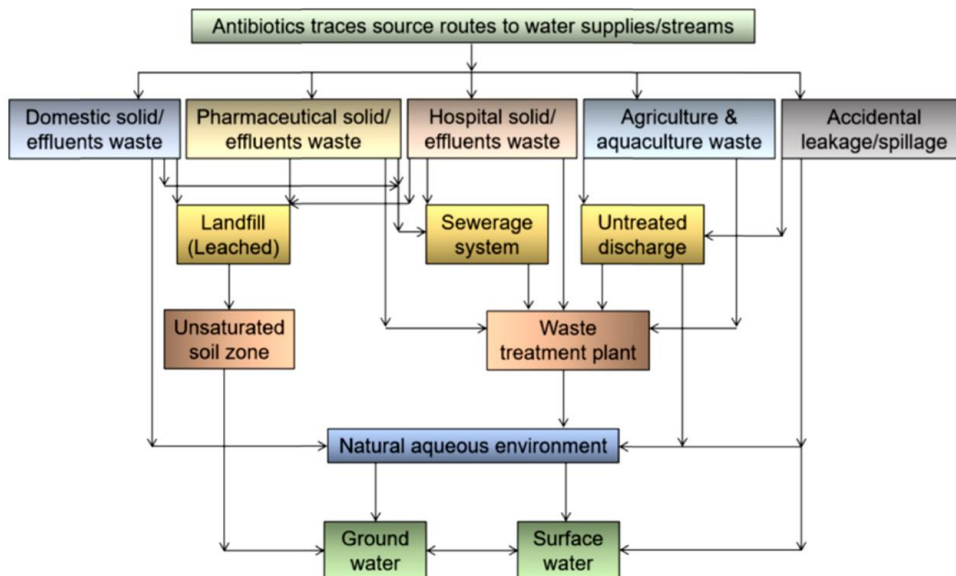 Antibiotics traces source routes to water supplies/streams
Domestic solid/
effluents waste
Pharmaceutical solid/
effluents waste
Hospital solid/
effluents waste
Agriculture &
aquaculture waste
Accidental
leakage/spillage
Landfill
(Leached)
Sewerage
system
Untreated
discharge
Unsaturated
soil zone
Waste
treatment plant
Natural aqueous environment
Ground
water
Surface
water